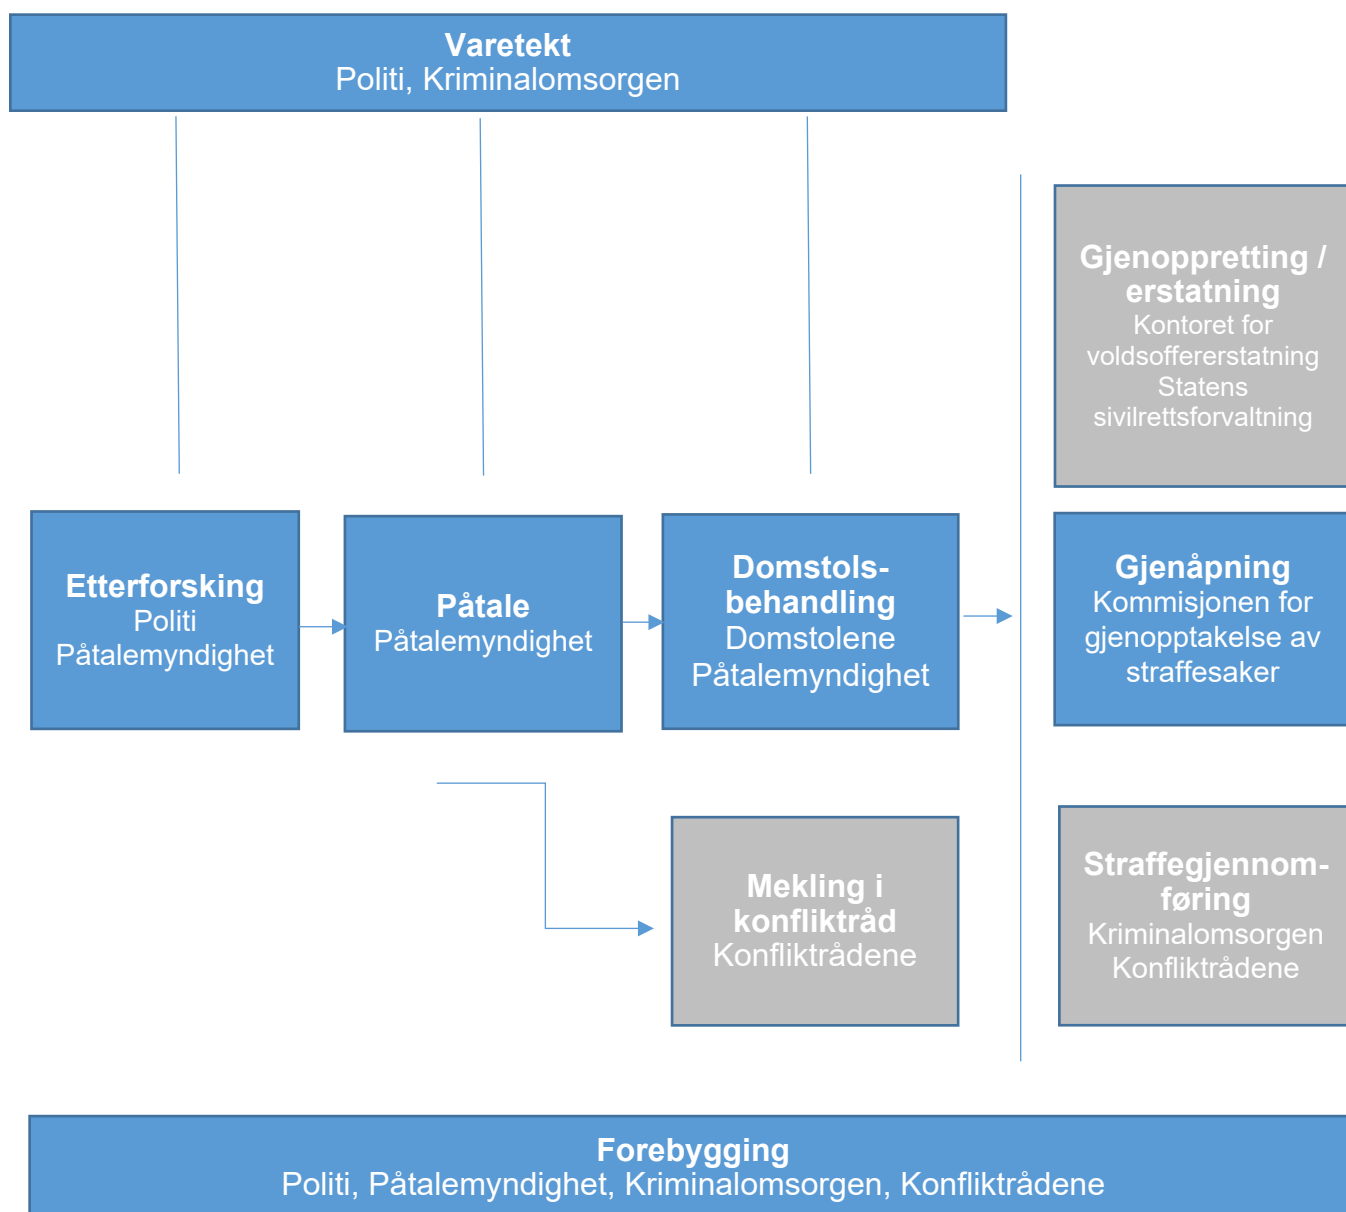 Varetekt
Politi, Kriminalomsorgen
Gjenoppretting /
erstatning
Kontoret for
voldsoffererstatning
Statens
sivilrettsforvaltning
Etterforsking
Politi
Påtalemyndighet
Påtale
Påtalemyndighet
Domstols-
behandling
Domstolene
Påtalemyndighet
Gjenåpning
Kommisjonen for
gjenopptakelse av
straffesaker
Mekling i
konfliktråd
Konfliktrådene
Straffegjennom-
føring
Kriminalomsorgen
Konfliktrådene
Forebygging
Politi, Påtalemyndighet, Kriminalomsorgen, Konfliktrådene